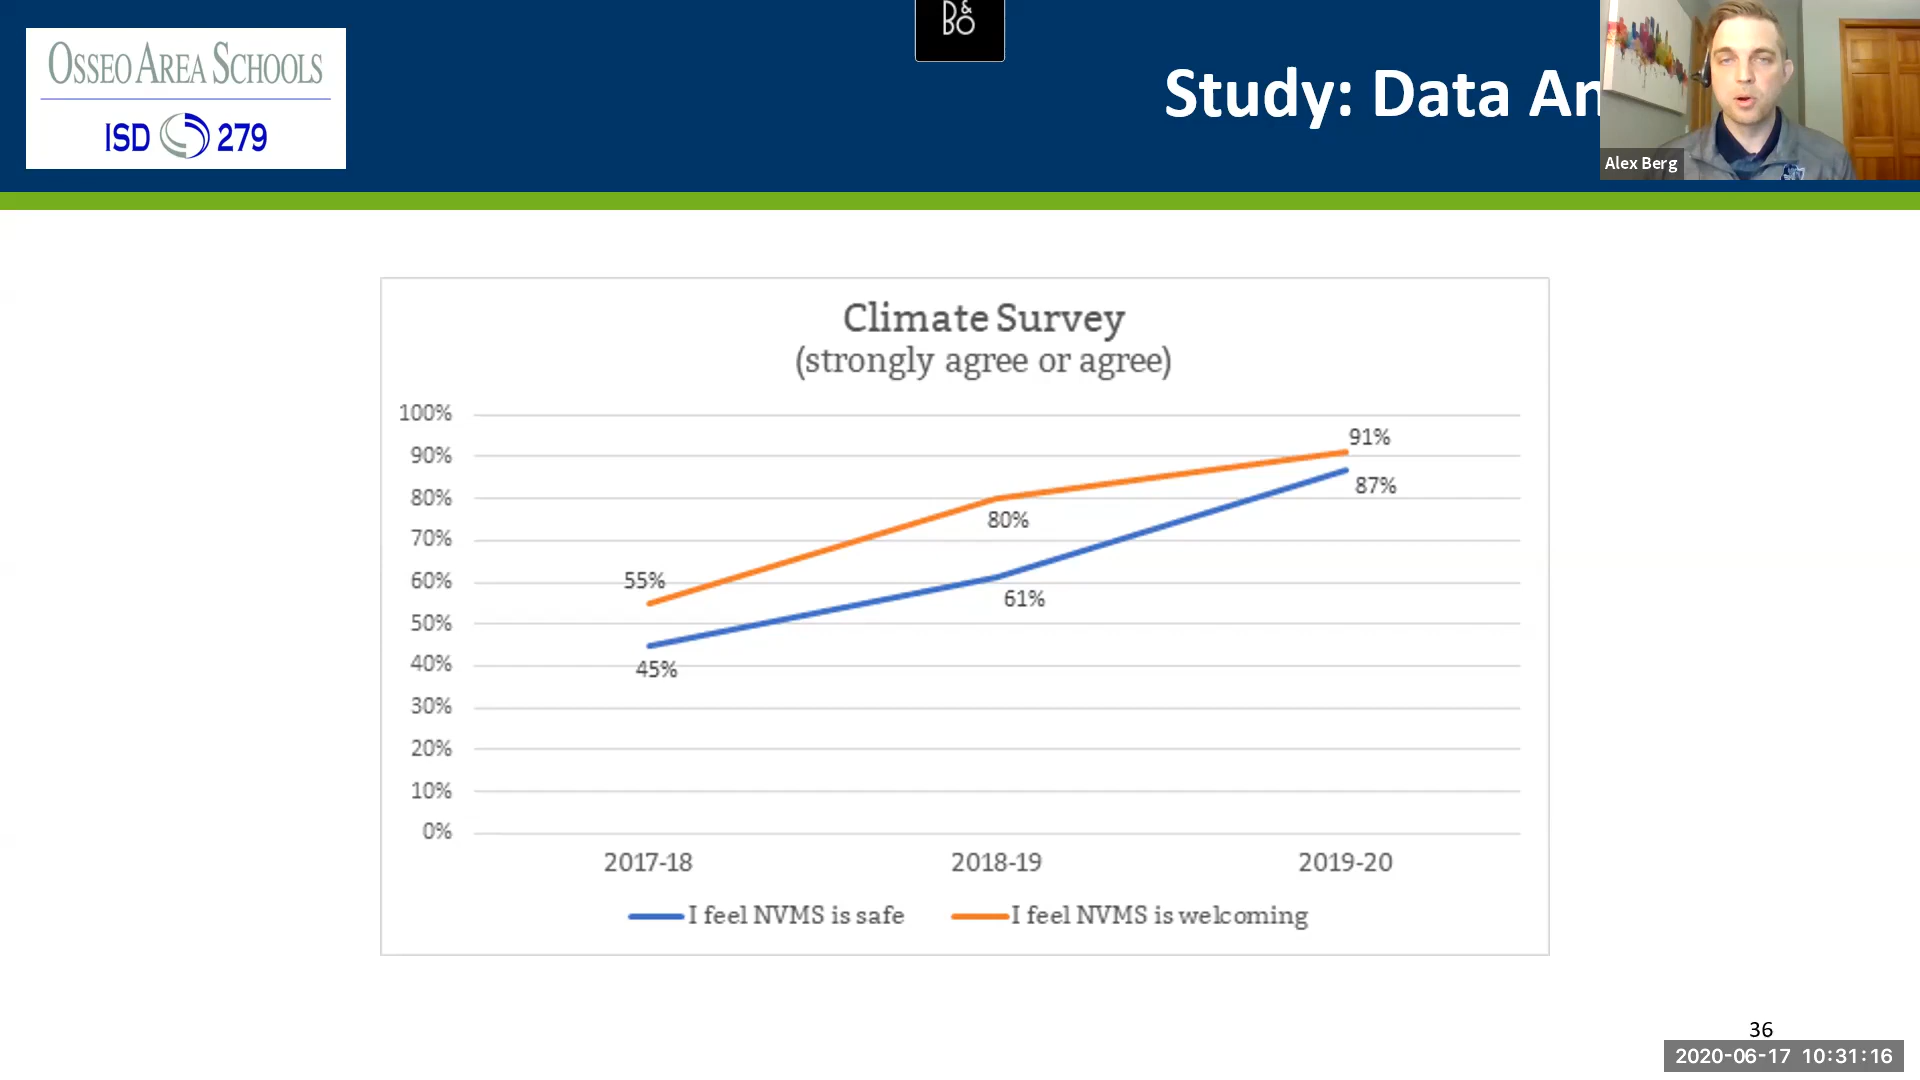 OSSEO AREA SCHOOLS
ISD 279
B&O
Study: Data An
Alex Berg
Climate Survey
(strongly agree or agree)
100%
90%
80%
70%
60%
50%
40%
30%
20%
10%
0%
91%
87%
80%
55%
61%
45%
2017-18 2018-19 2019-20
I feel NVMS is safe I feel NVMS is welcoming
36
2020-06-17 10:31:16